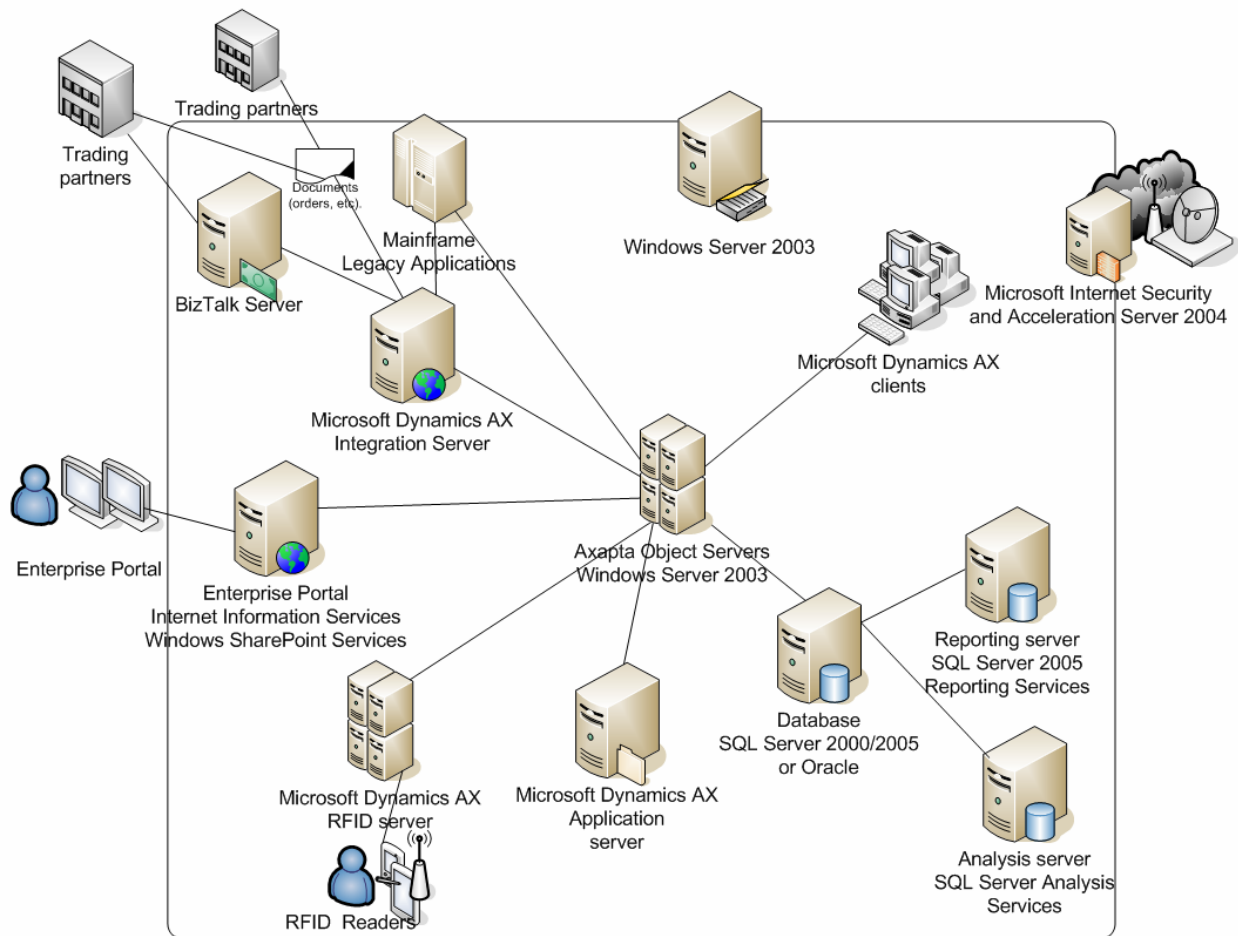 Trading partners
Trading
partners
Documents
(orders, etc).
Mainframe
Legacy Applications
Windows Server 2003
BizTalk Server
Microsoft Internet Security
and Acceleration Server 2004
Microsoft Dynamics AX
clients
Microsoft Dynamics AX
Integration Server
Enterprise Portal
Axapta Object Servers
Windows Server 2003
Enterprise Portal
Internet Information Services
Windows SharePoint Services
Reporting server
SQL Server 2005
Reporting Services
Database
SQL Server 2000/2005
or Oracle
Microsoft Dynamics AX
RFID server
Microsoft Dynamics AX
Application
server
Analysis server
SQL Server Analysis
Services
RFID Readers